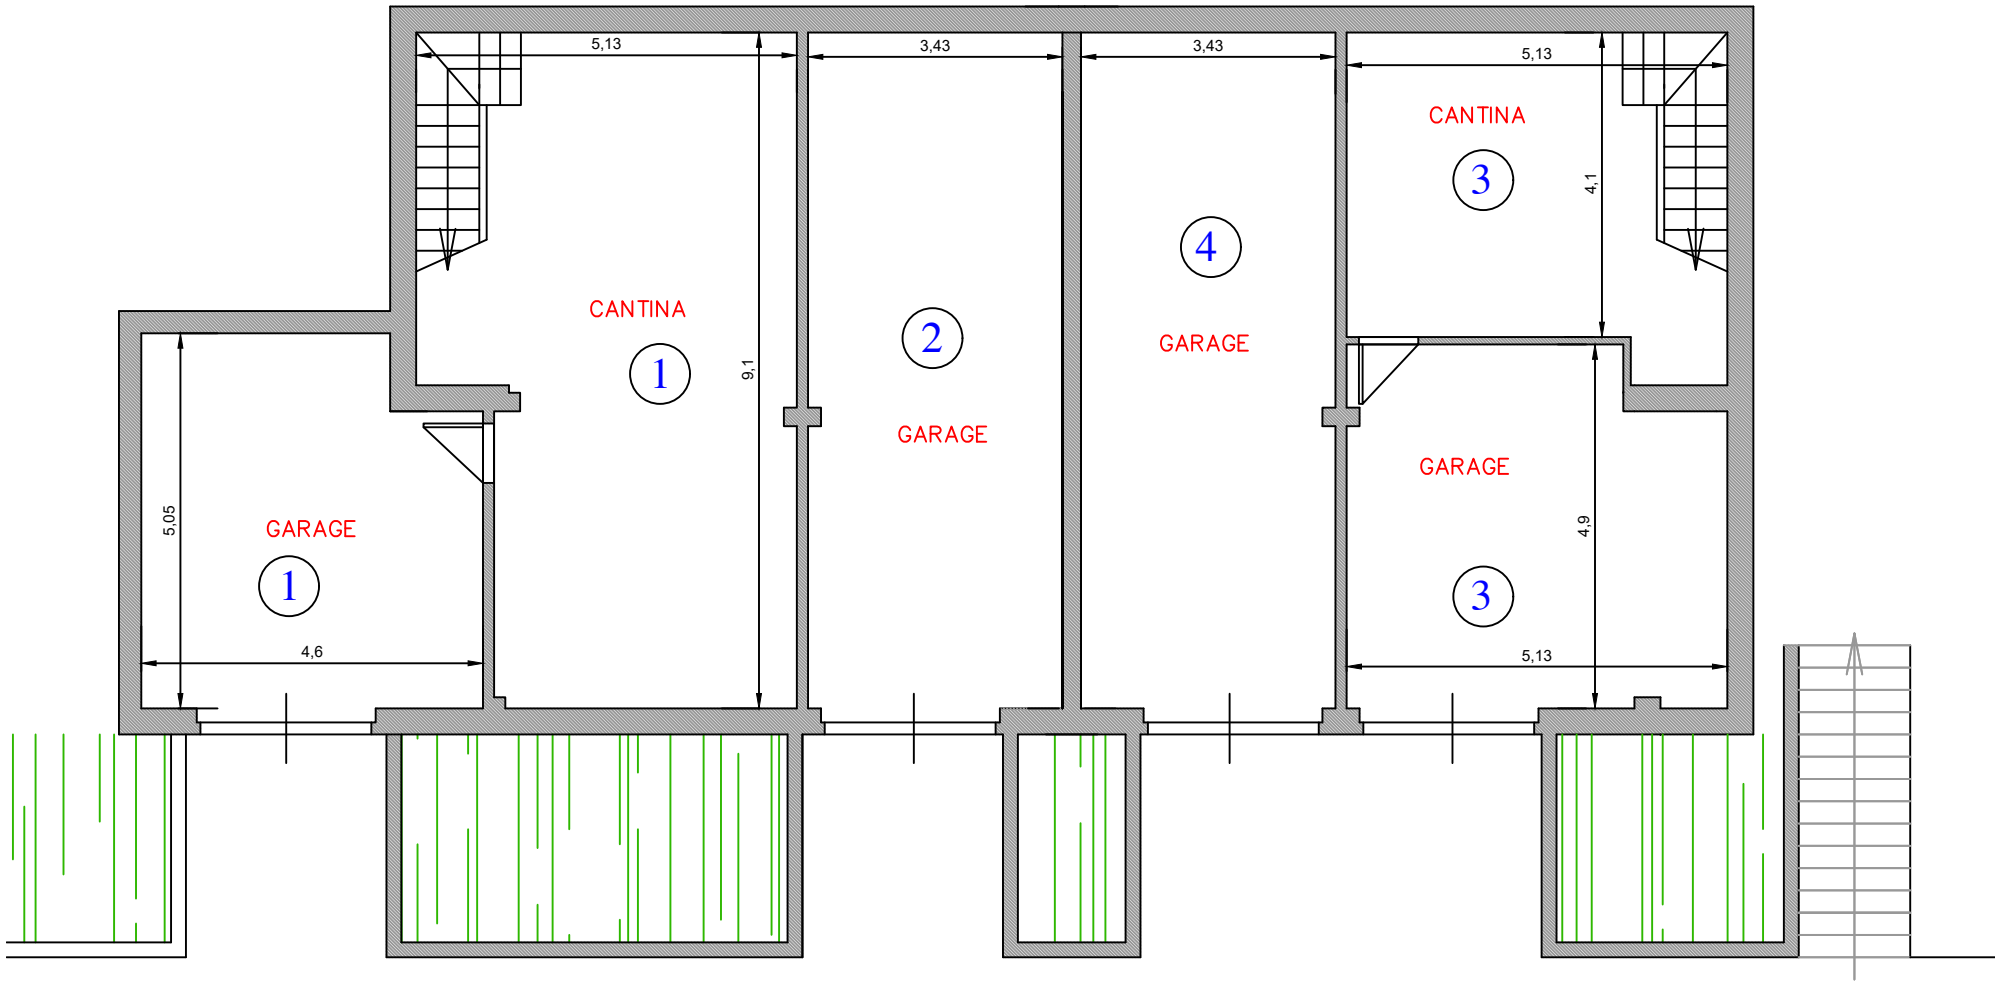 5,13
3,43
3,43
5,13
CANTINA
3
4,1
4
CANTINA
1
9,1
2
GARAGE
GARAGE
GARAGE
4,9
5,05
GARAGE
1
3
4,6
5,13